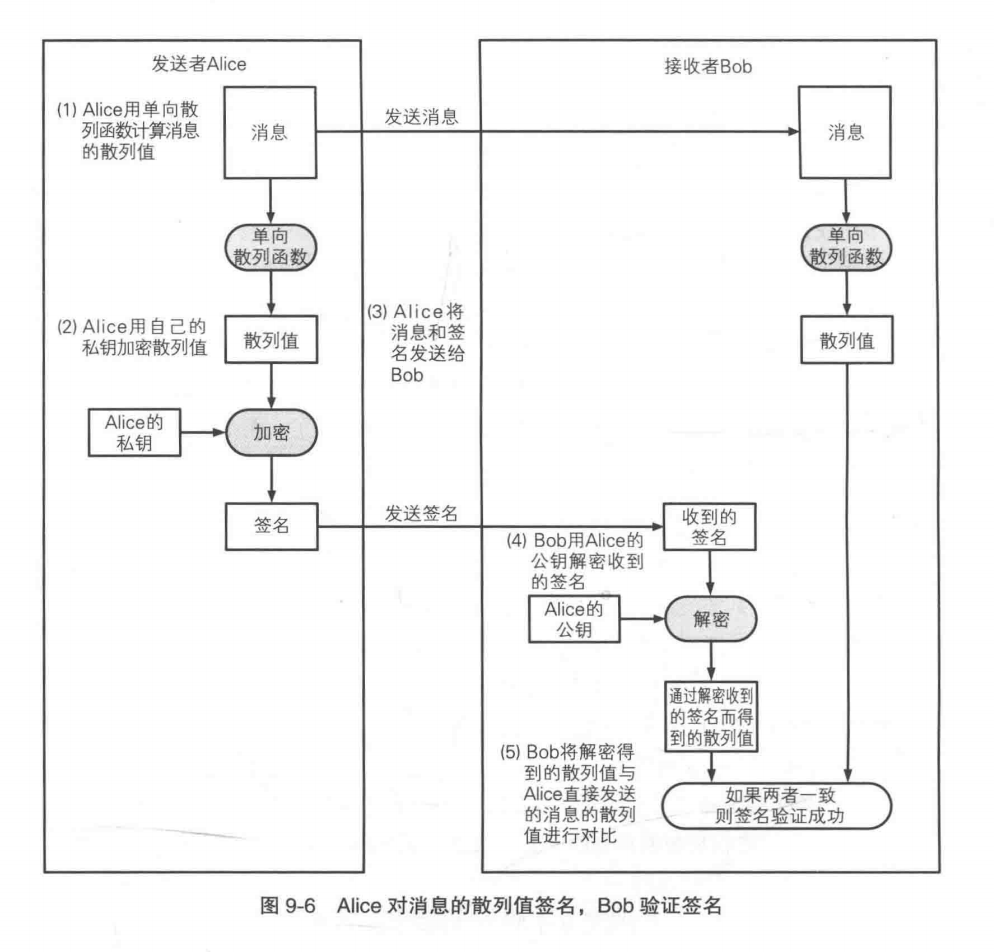 发送者Alice
接收者Bob
(1) Alice用单向散
列函数计算消息
的散列值
消息
发送消息
消息
单向
散列函数
单向
散列函数
(2) Alice用自己的
私钥加密散列值
散列值
(3) Alice将
消息和签
名发送给
Bob
散列值
Alice的
私钥
加密
签名
发送签名
收到的
签名
(4) Bob用Alice的
公钥解密收到
的签名
Alice的
公钥
解密
通过解密收到
的签名而得
到的散列值
(5) Bob将解密得
到的散列值与
Alice直接发送
的消息的散列
值进行对比
如果两者一致
则签名验证成功
图 9-6 Alice 对消息的散列值签名，Bob 验证签名